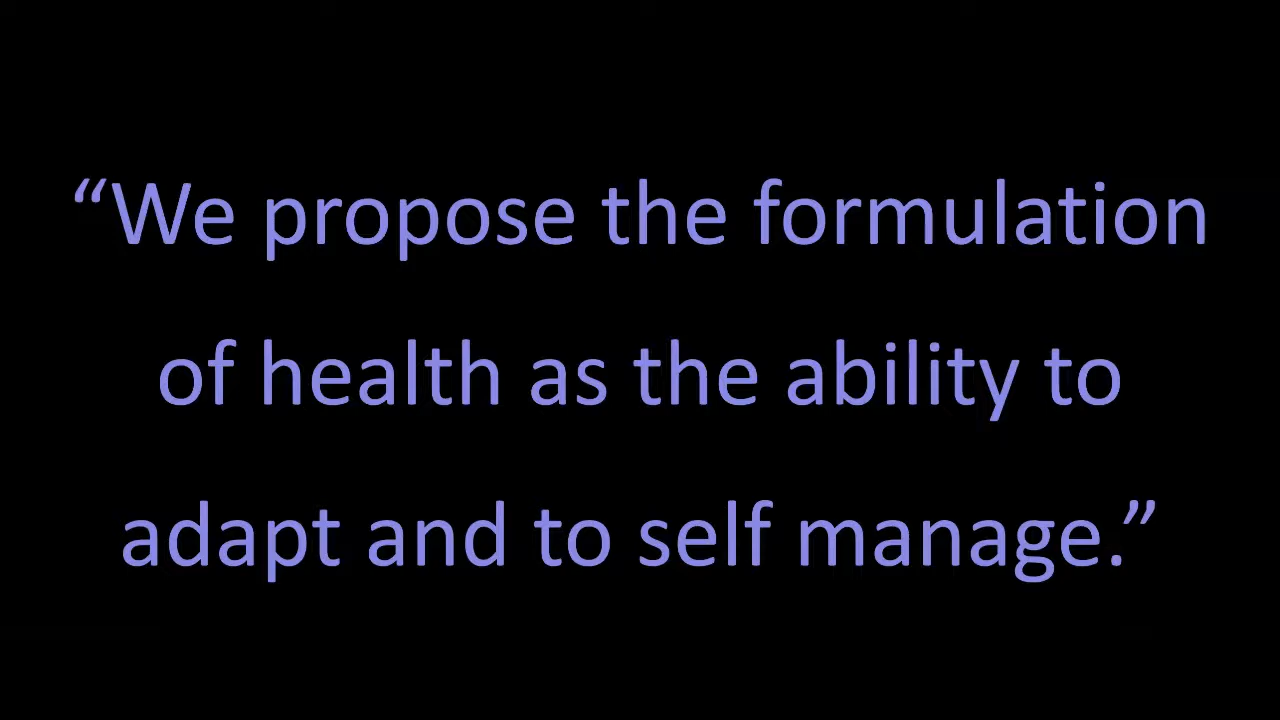 “We propose the formulation
of health as the ability to
adapt and to self manage.”